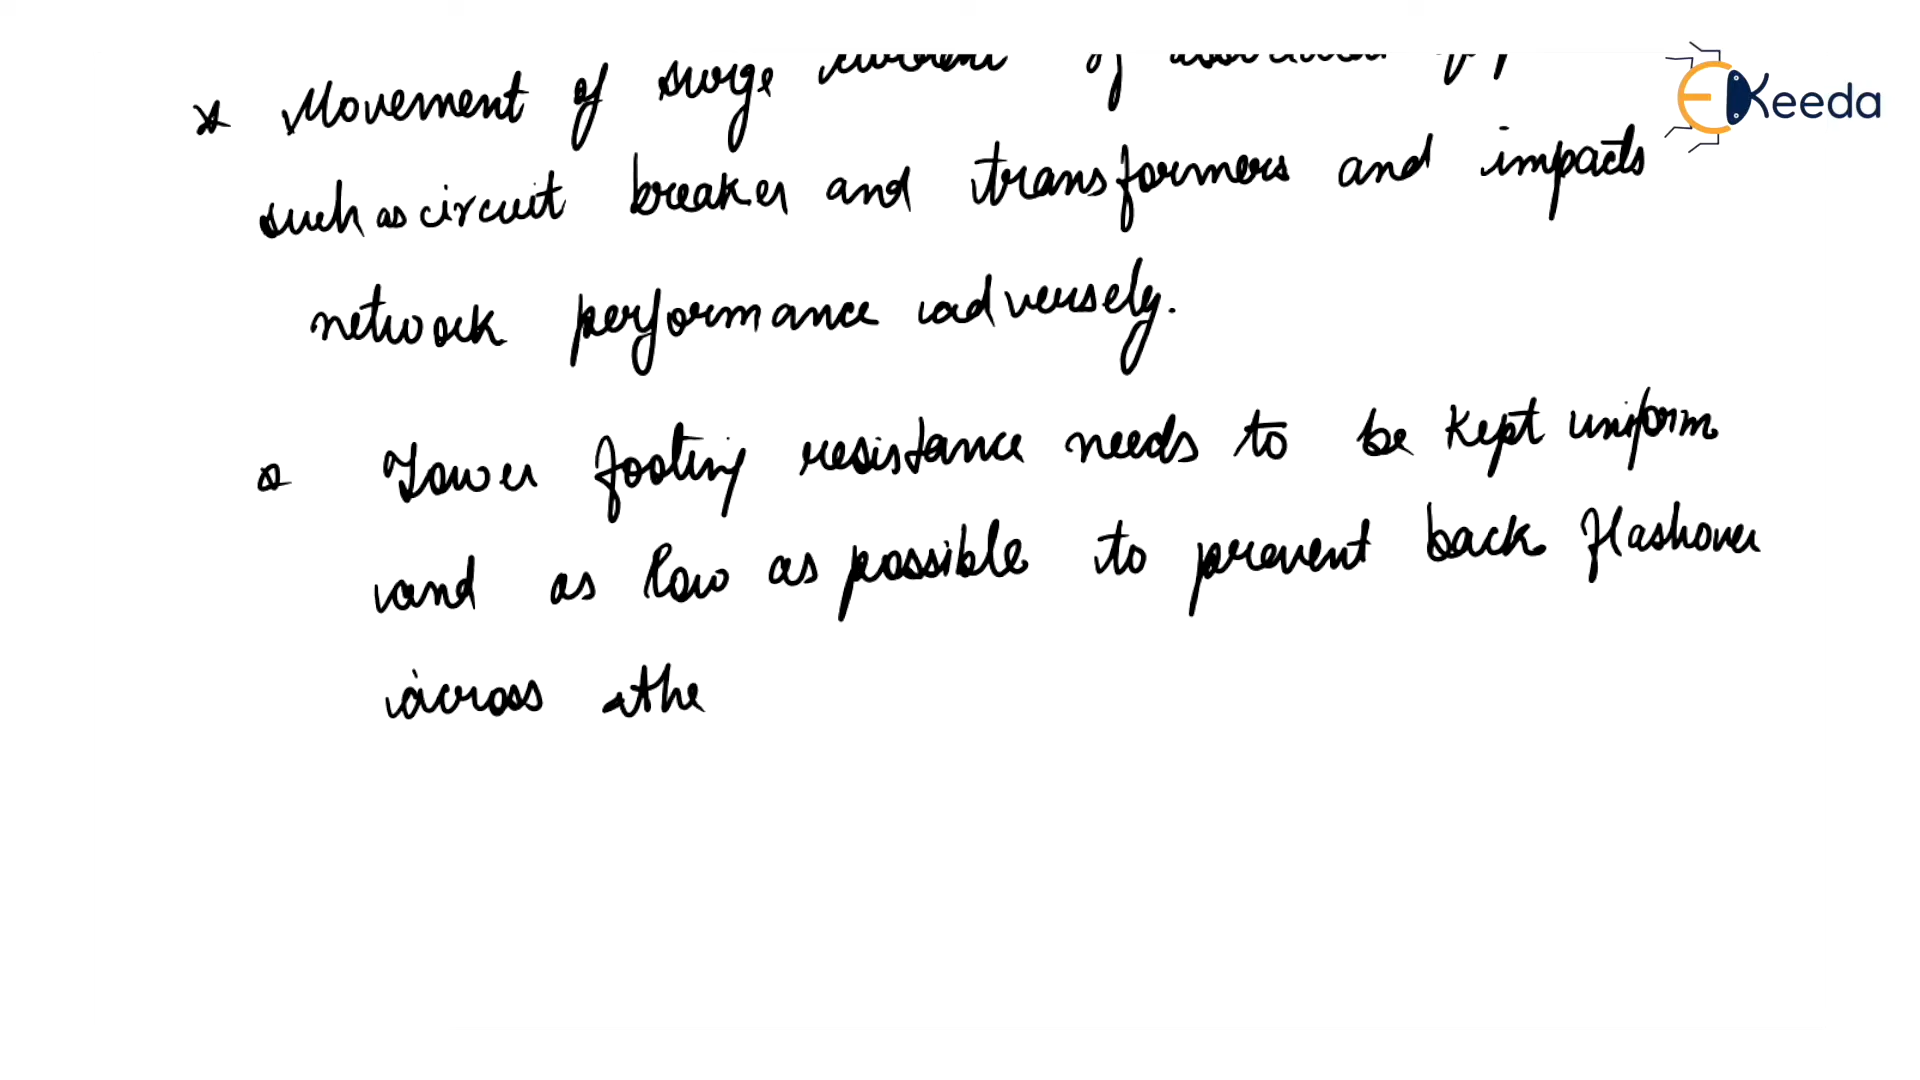 * Movement of surge
EKeeda
such as circuit breaker and transformers and impacts
network performance adversely.
* Tower footing resistance needs to be kept uniform
and as low as possible to prevent back flashover
across the